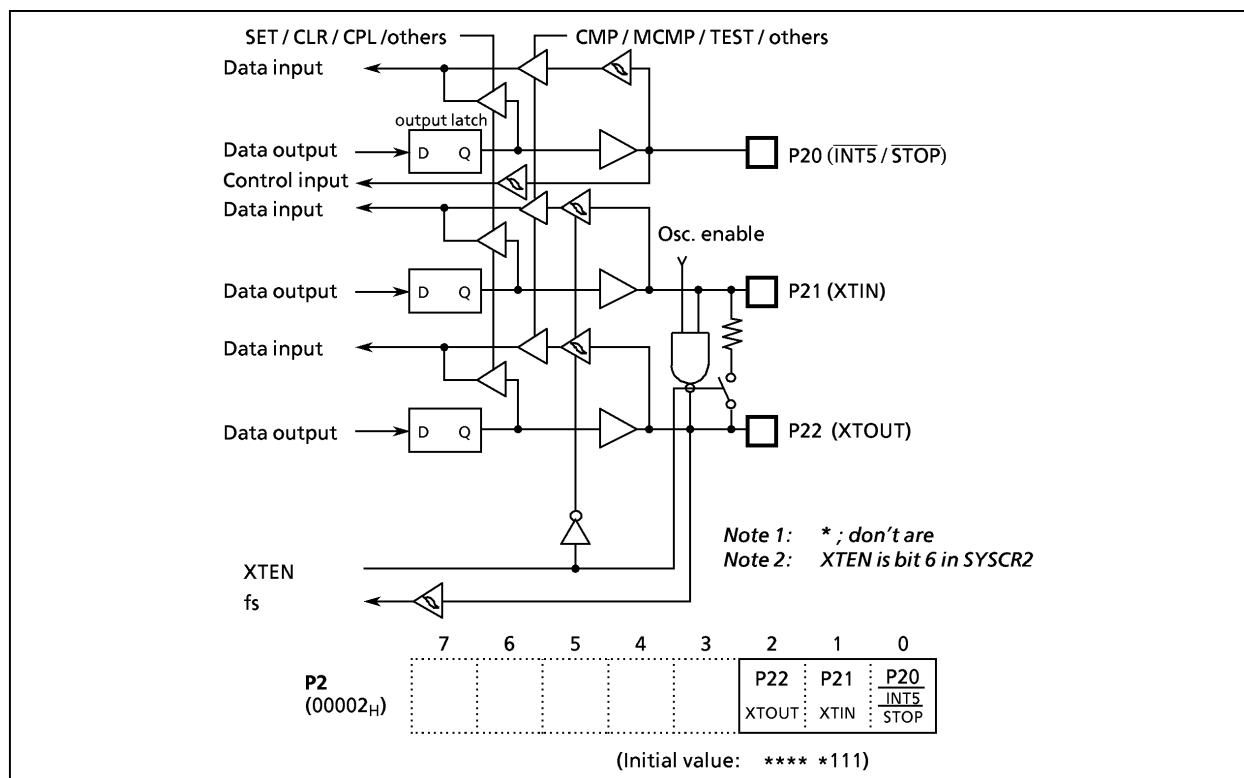 SET / CLR / CPL /others
CMP / MCMP / TEST / others
Data input
output latch
Data output
D Q
P20 (INT5 / STOP)
Control input
Data input
Osc. enable
Data output
D Q
P21 (XTIN)
Data input
Data output
D Q
P22 (XTOUT)
Note 1: * ; don't are
Note 2: XTEN is bit 6 in SYSCR2
XTEN
fs
7 6 5 4 3 2 1 0
P2
(00002H)
P22 P21 P20
XTOUT XTIN INT5
STOP
(Initial value: **** *111)